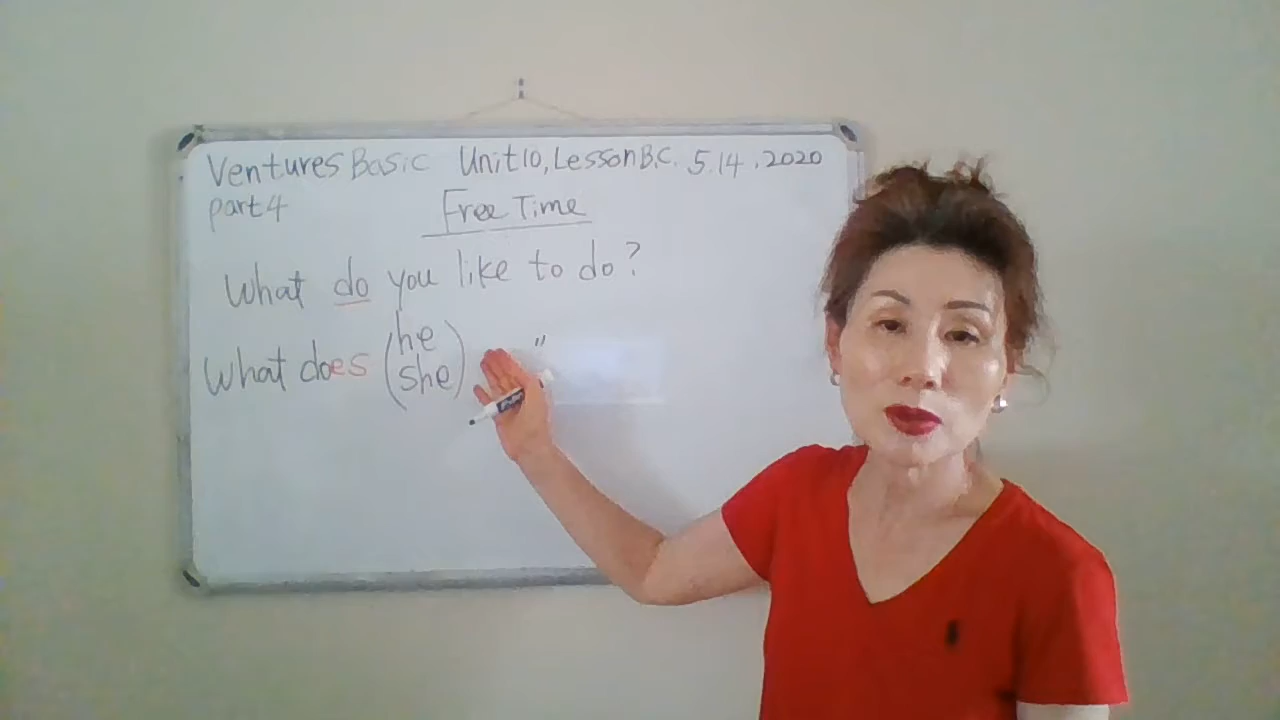 Ventures Basic Unit 10, Lesson B.C. 5.14.2020
part 4
Free Time
What do you like to do?
What does (he
she) "